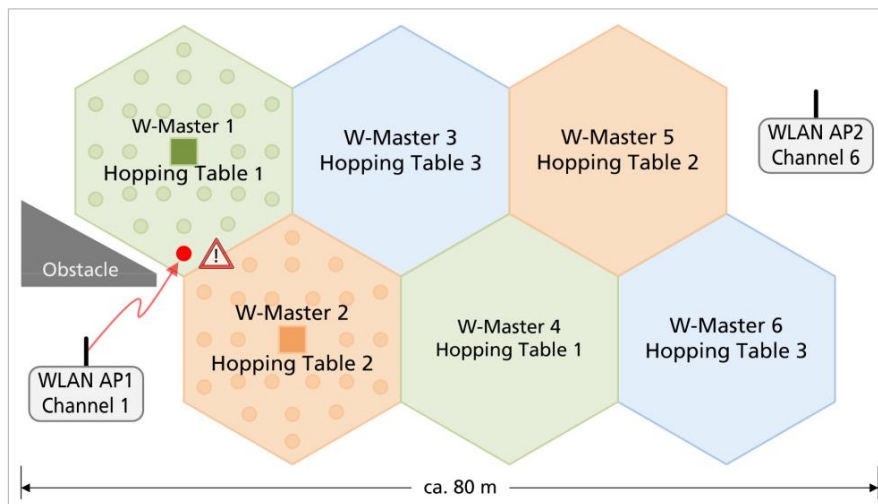 W-Master 1
Hopping Table 1
W-Master 3
Hopping Table 3
W-Master 5
Hopping Table 2
WLAN AP2
Channel 6
Obstacle
!
W-Master 2
Hopping Table 2
W-Master 4
Hopping Table 1
W-Master 6
Hopping Table 3
WLAN AP1
Channel 1
ca. 80 m